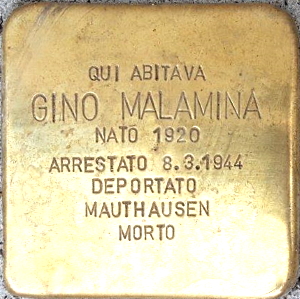 QUI ABITAVA
GINO MALAMINA
NATO 1920
ARRESTATO 8.3.1944
DEPORTATO
MAUTHAUSEN
MORTO